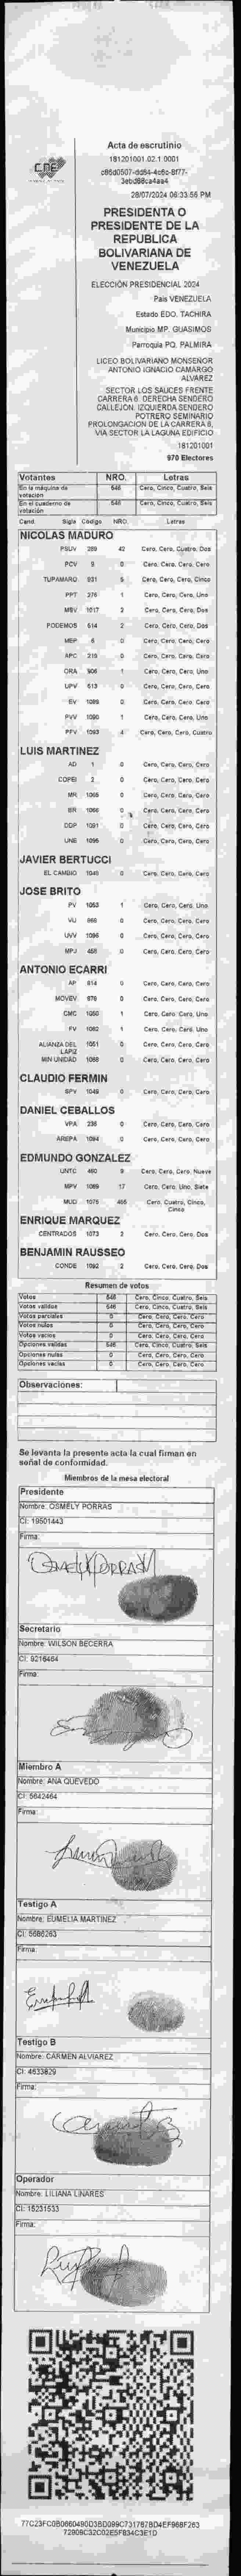 CNE
Acta de escrutinio
181201001.02.1.0001
28/07/2024 06:33:56 PM
PRESIDENTA O
PRESIDENTE DE LA
REPUBLICA
BOLIVARIANA DE
VENEZUELA
ELECCIÓN PRESIDENCIAL 2024
Pais VENEZUELA
Estado EDO. TACHIRA
Municipio MP. GUASIMOS
Parroquia PQ. PALMIRA
LICEO BOLIVARIANO MONSEÑOR
ANTONIO IGNACIO CAMARGO
ALVAREZ
SECTOR LOS SAUCES FRENTE
CARRERA 6. DERECHA SENDERO
CALLEJON. IZQUIERDA SENDERO
POTRERO SEMINARIO
PROLONGACION DE LA CARRERA 8.
VIA SECTOR LA LAGUNA EDIFICIO
181201001
970 Electores
Votantes NRO. Letras
En la máquina de votación 546 Cero, Cinco, Cuatro, Seis
En el cuaderno de votación 546 Cero, Cinco, Cuatro, Seis
Cand. Sigla Código NRO. Letras
NICOLAS MADURO
PSUV 289 42 Cero, Cero, Cuatro, Dos
PCV 9 0 Cero, Cero, Cero, Cero
TUPAMARO 931 5 Cero, Cero, Cero, Cinco
PPT 276 1 Cero, Cero, Cero, Uno
MSV 1017 2 Cero, Cero, Cero, Dos
PODEMOS 514 2 Cero, Cero, Cero, Dos
MEP 6 0 Cero, Cero, Cero, Cero
APC 219 0 Cero, Cero, Cero, Cero
ORA 906 1 Cero, Cero, Cero, Uno
UPV 613 0 Cero, Cero, Cero, Cero
EV 1089 0 Cero, Cero, Cero, Cero
PVV 1090 1 Cero, Cero, Cero, Uno
PFV 1093 4 Cero, Cero, Cero, Cuatro
LUIS MARTINEZ
AD 1 0 Cero, Cero, Cero, Cero
COPEI 2 0 Cero, Cero, Cero, Cero
MR 1065 0 Cero, Cero, Cero, Cero
BR 1066 0 Cero, Cero, Cero, Cero
DDP 1091 0 Cero, Cero, Cero, Cero
UNE 1095 0 Cero, Cero, Cero, Cero
JAVIER BERTUCCI
EL CAMBIO 1049 0 Cero, Cero, Cero, Cero
JOSE BRITO
PV 1053 1 Cero, Cero, Cero, Uno
VU 0 Cero, Cero, Cero, Cero
UVV 1096 0 Cero, Cero, Cero, Cero
MPJ 458 0 Cero, Cero, Cero, Cero
ANTONIO ECARRI
AP 914 0 Cero, Cero, Cero, Cero
MOVEV 979 0 Cero, Cero, Cero, Cero
CMC 1050 1 Cero, Cero, Cero, Uno
FV 1082 1 Cero, Cero, Cero, Uno
ALIANZA DEL LAPIZ 1051 0 Cero, Cero, Cero, Cero
MIN UNIDAD 1068 0 Cero, Cero, Cero, Cero
CLAUDIO FERMIN
SPV 1048 0 Cero, Cero, Cero, Cero
DANIEL CEBALLOS
VPA 236 0 Cero, Cero, Cero, Cero
AREPA 1094 0 Cero, Cero, Cero, Cero
EDMUNDO GONZALEZ
UNTC 460 9 Cero, Cero, Cero, Nueve
MPV 1069 17 Cero, Cero, Uno, Siete
MUD 1075 455 Cero, Cuatro, Cinco, Cinco
ENRIQUE MARQUEZ
CENTRADOS 1073 2 Cero, Cero, Cero, Dos
BENJAMIN RAUSSEO
CONDE 1092 2 Cero, Cero, Cero, Dos
Resumen de votos
Votos 546 Cero, Cinco, Cuatro, Seis
Votos validos 546 Cero, Cinco, Cuatro, Seis
Votos parciales 0 Cero, Cero, Cero, Cero
Votos nulos 0 Cero, Cero, Cero, Cero
Votos vacios 0 Cero, Cero, Cero, Cero
Opciones validas 546 Cero, Cinco, Cuatro, Seis
Opciones nulas 0 Cero, Cero, Cero, Cero
Opciones vacias 0 Cero, Cero, Cero, Cero
Observaciones:
Se levanta la presente acta la cual firman en
señal de conformidad.
Miembros de la mesa electoral
Presidente
Nombre: OSMELY PORRAS
CI: 19501443
Firma:
OSMELY PORRAS M
Secretario
Nombre: WILSON BECERRA
CI: 9216464
Firma:
Miembro A
Nombre: ANA QUEVEDO
CI: 5642464
Firma:
Testigo A
Nombre: EUMELIA MARTINEZ
CI: 5686263
Firma:
Testigo B
Nombre: CARMEN ALVIAREZ
CI: 4633829
Firma:
Operador
Nombre: LILIANA LINARES
CI: 15231533
Firma: